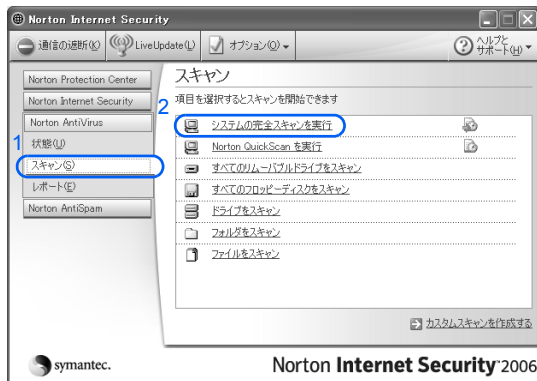 Norton Internet Security
通信の遮断(K) LiveUpdate(U) オプション(O) ヘルプとサポート(H)
Norton Protection Center
Norton Internet Security
Norton AntiVirus
1
状態(U)
スキャン(S)
レポート(E)
Norton AntiSpam
スキャン
項目を選択するとスキャンを開始できます
2
システムの完全スキャンを実行
Norton QuickScan を実行
すべてのリムーバブルドライブをスキャン
すべてのフロッピーディスクをスキャン
ドライブをスキャン
フォルダをスキャン
ファイルをスキャン
カスタムスキャンを作成する
symantec.
Norton Internet Security™2006